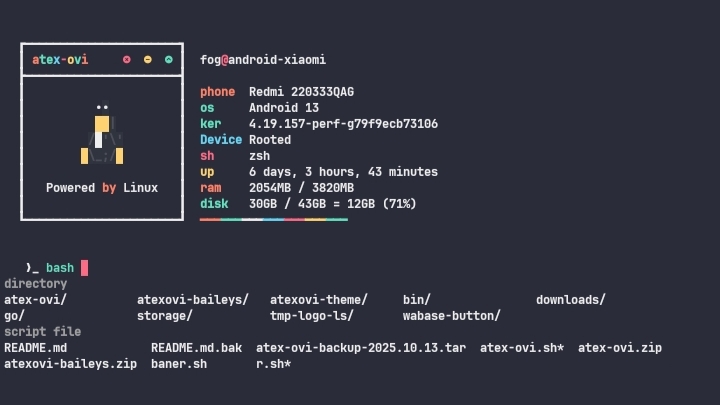 atex-ovi
fog@android-xiaomi
phone Redmi 220333QAG
os Android 13
ker 4.19.157-perf-g79f9ecb73106
Device Rooted
sh zsh
up 6 days, 3 hours, 43 minutes
ram 2054MB / 3820MB
disk 30GB / 43GB = 12GB (71%)
Powered by Linux
)_ bash
directory
atex-ovi/ atexovi-baileys/ atexovi-theme/ bin/ downloads/
go/ storage/ tmp-logo-ls/ wabase-button/
script file
README.md README.md.bak atex-ovi-backup-2025.10.13.tar atex-ovi.sh* atex-ovi.zip
atexovi-baileys.zip baner.sh r.sh*